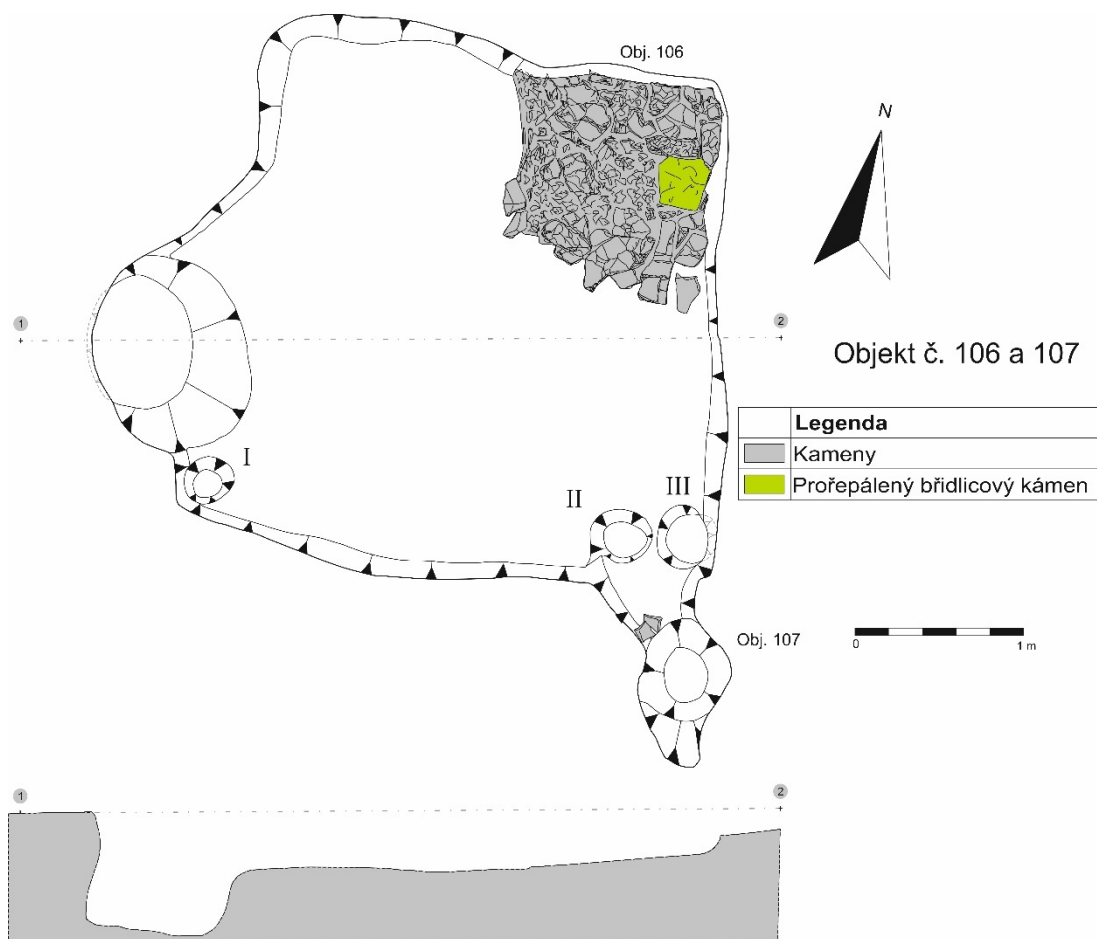 Obj. 106
N
1
2
Objekt č. 106 a 107
Legenda
Kameny
Prořepálený břidlicový kámen
I
II
III
Obj. 107
0
1 m
1
2